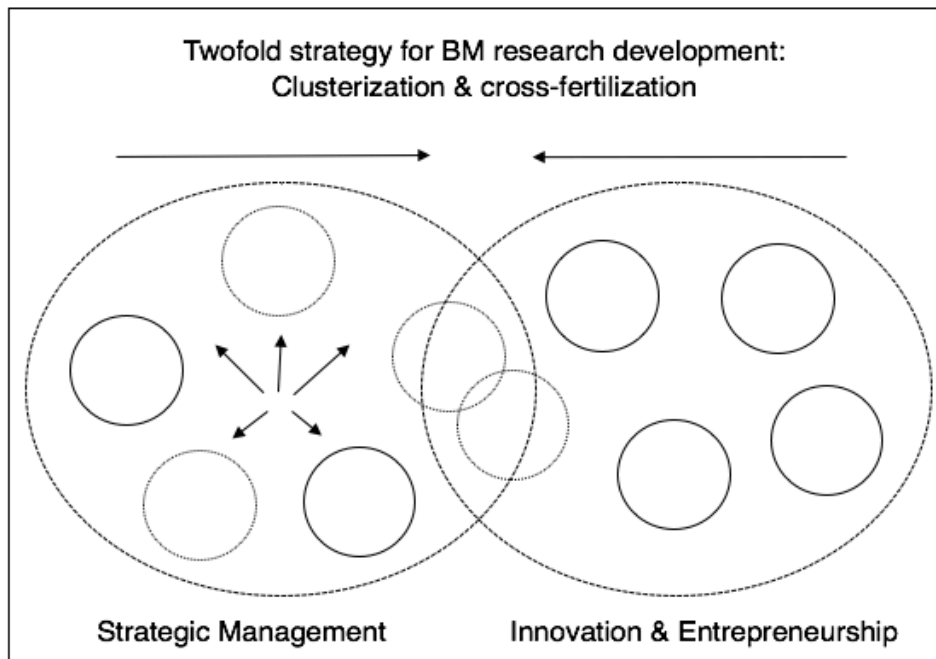 Twofold strategy for BM research development:
Clusterization & cross-fertilization
Strategic Management
Innovation & Entrepreneurship